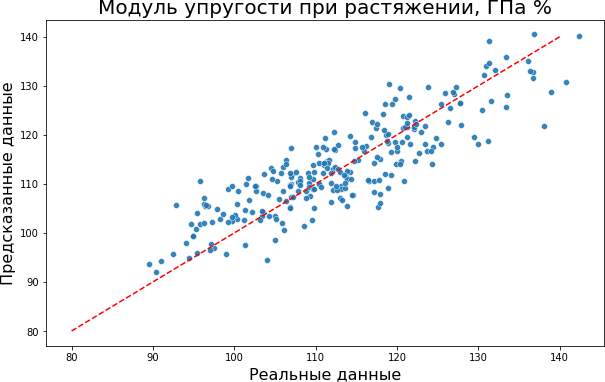 Модуль упругости при растяжении, ГПа %
Предсказанные данные
140
130
120
110
100
90
80
80 90 100 110 120 130 140
Реальные данные